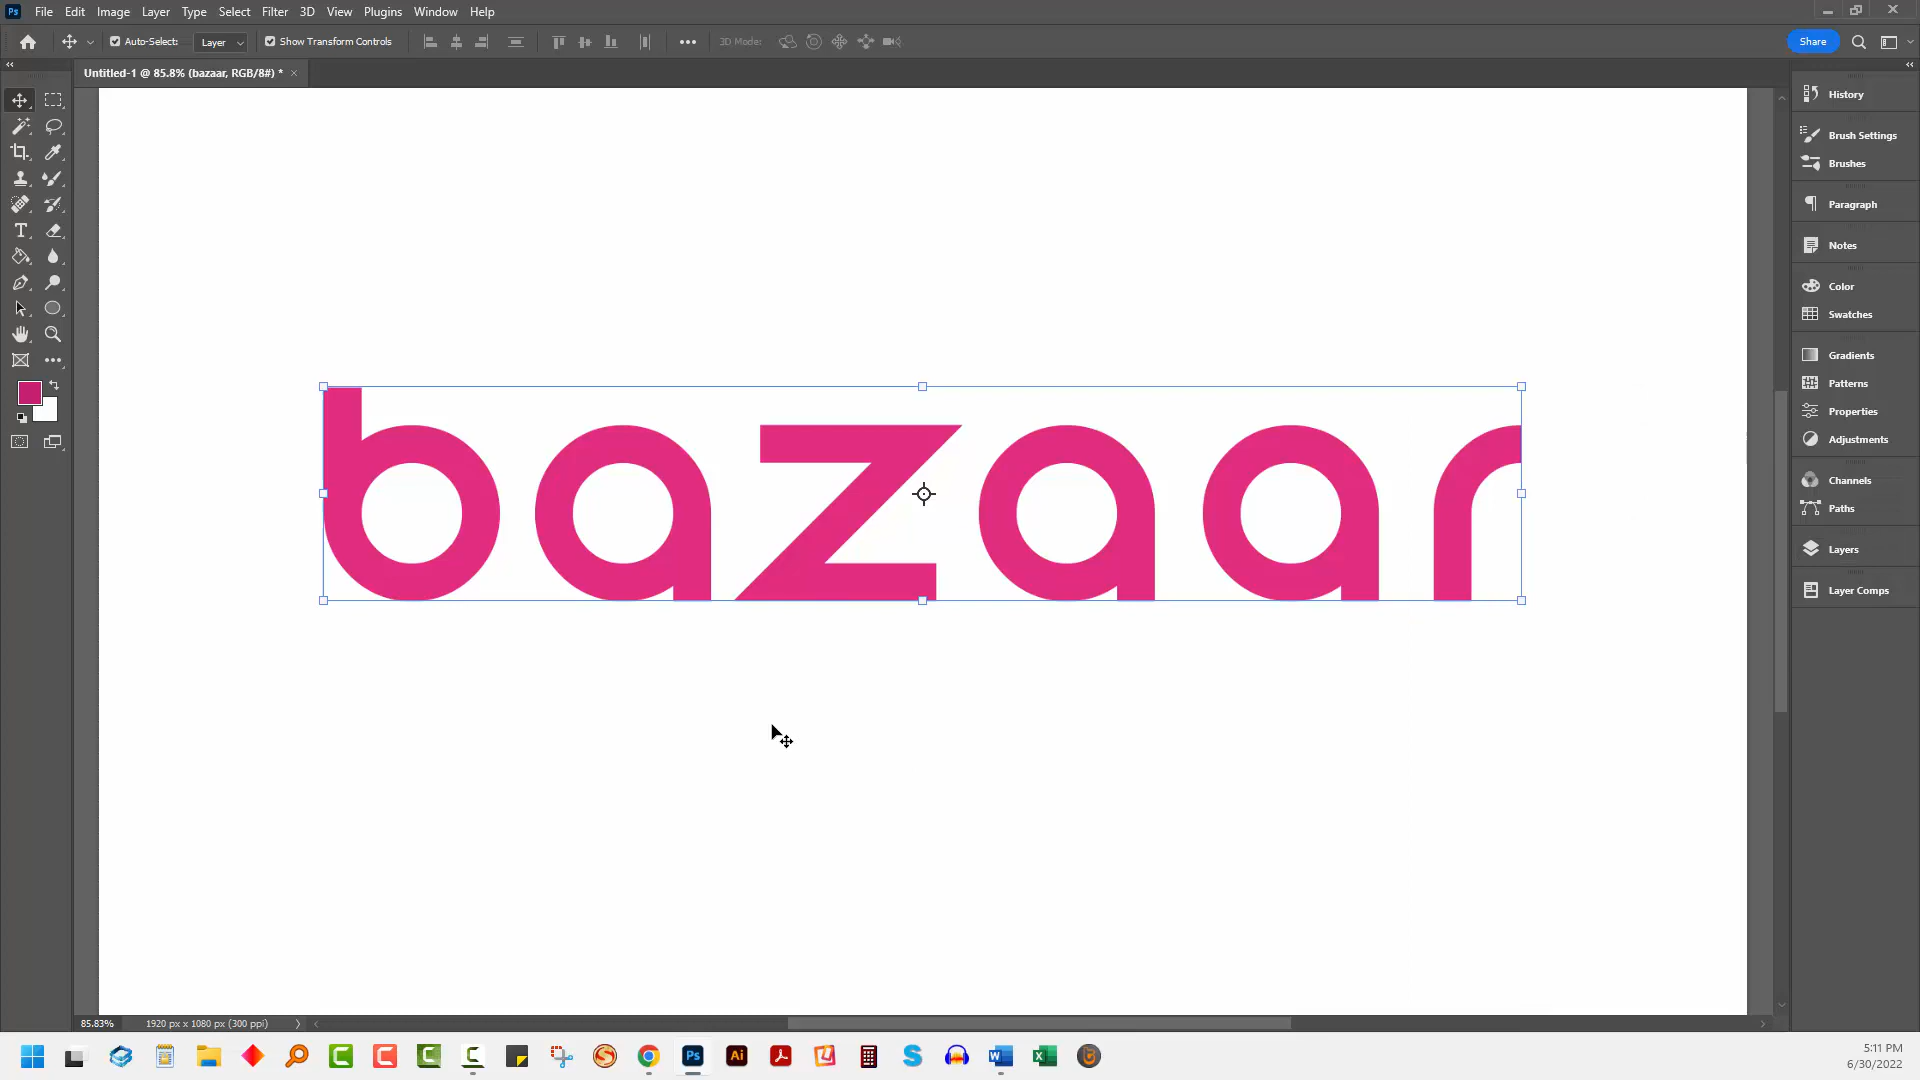 Ps File Edit Image Layer Type Select Filter 3D View Plugins Window Help
Auto-Select: Layer Show Transform Controls 3D Mode: Share
Untitled-1 @ 85.8% (bazaar, RGB/8#) *
History
Brush Settings
Brushes
Paragraph
Notes
Color
Swatches
Gradients
Patterns
Properties
Adjustments
Channels
Paths
Layers
Layer Comps
bazaar
85.83% 1920 px x 1080 px (300 ppi)
Ps Ai
5:11 PM
6/30/2022